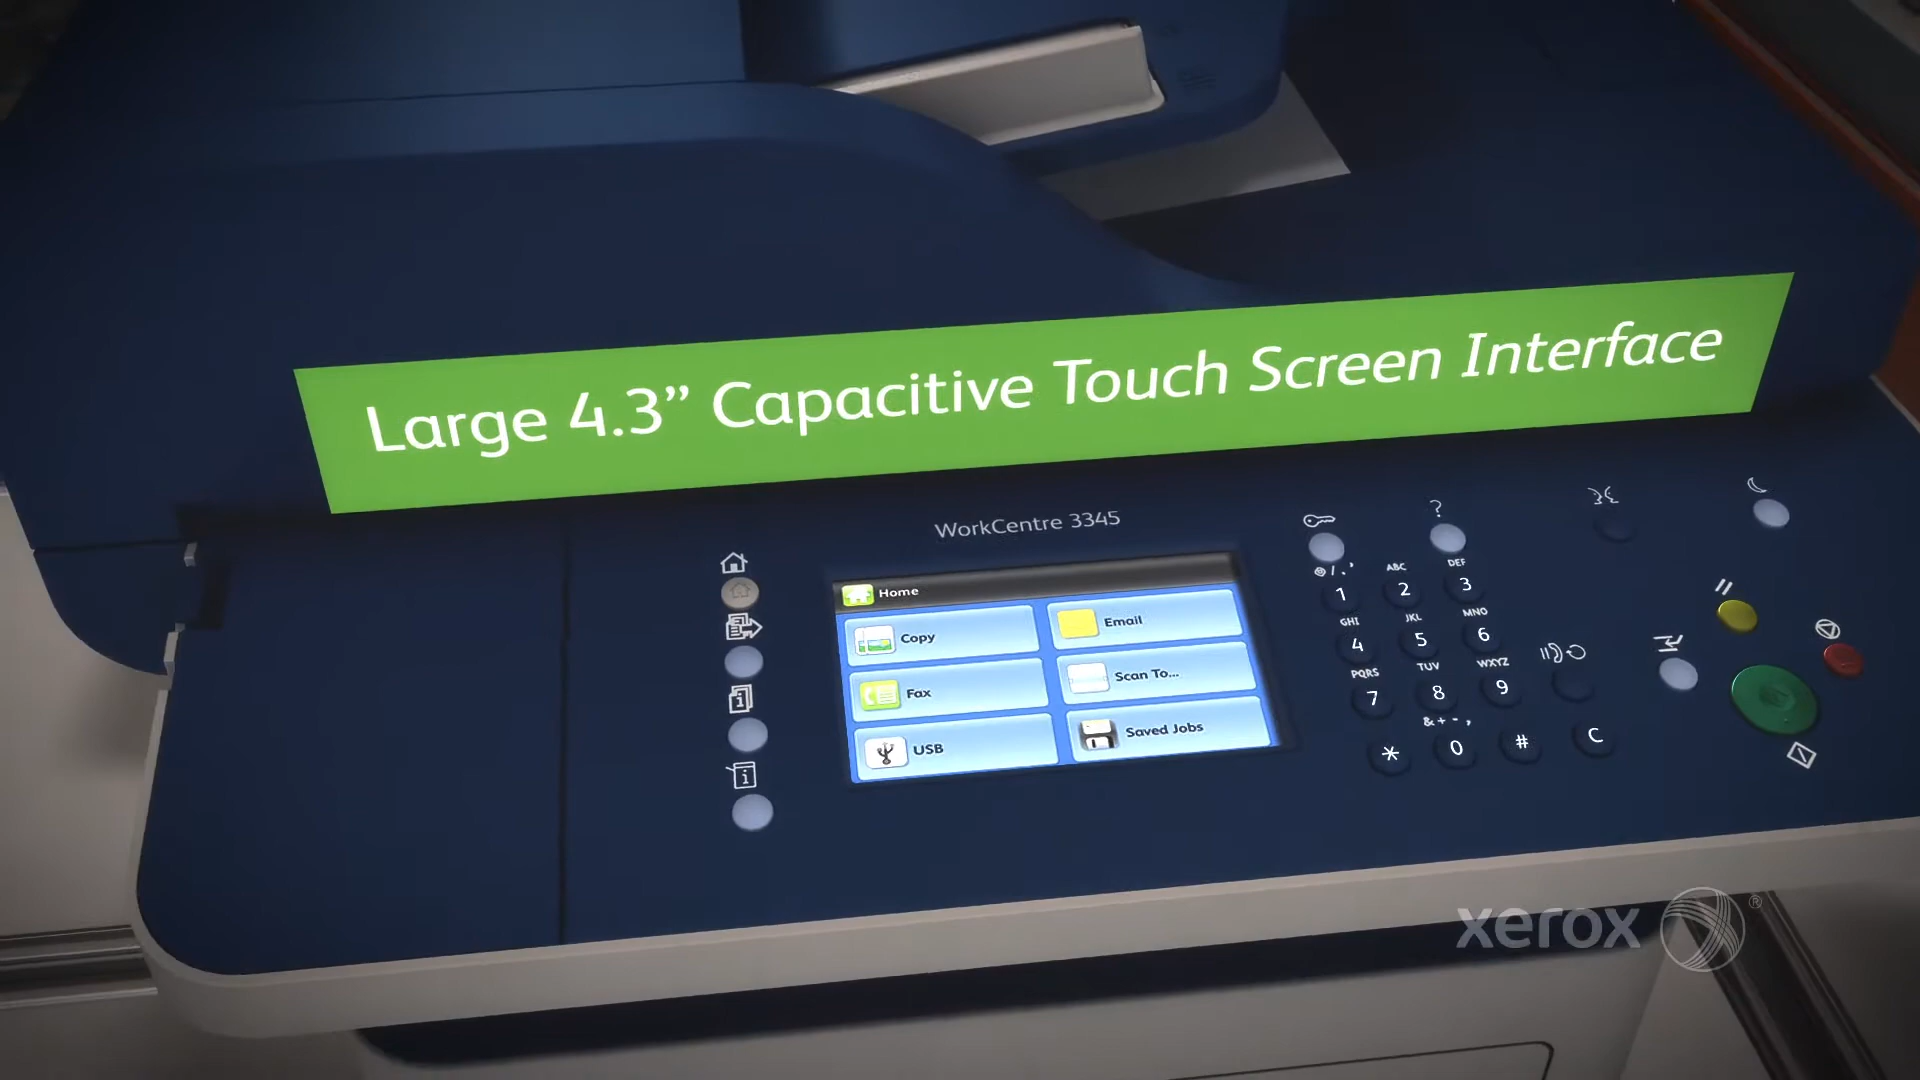 Large 4.3” Capacitive Touch Screen Interface
WorkCentre 3345
Home
Copy
Email
Fax
Scan To...
USB
Saved Jobs
?
@ / . ’
ABC
DEF
1
2
3
GHI
JKL
MNO
4
5
6
PQRS
TUV
WXYZ
7
8
9
& + - ,
*
0
#
C
xerox ®